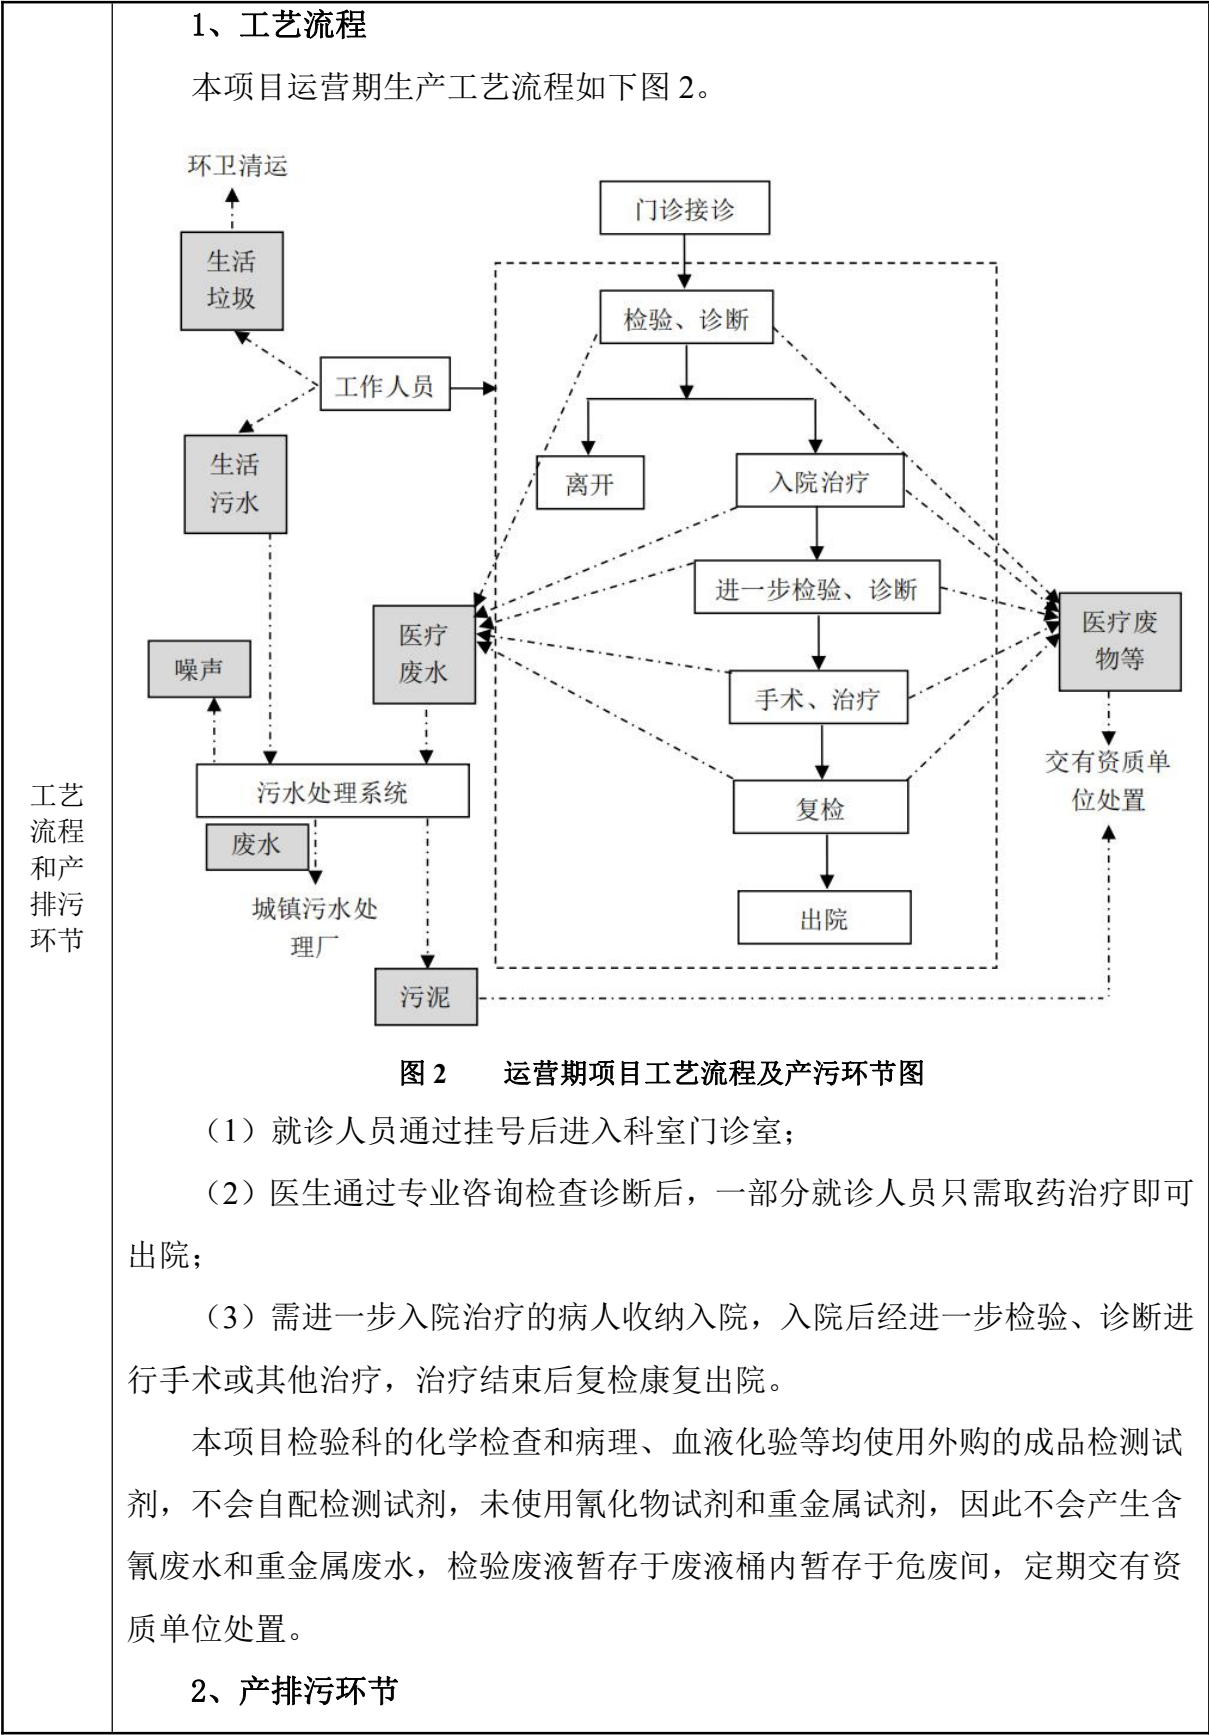 1、工艺流程
本项目运营期生产工艺流程如下图 2。
环卫清运
门诊接诊
生活
垃圾
检验、诊断
工作人员
生活
污水
离开
入院治疗
进一步检验、诊断
医疗
废水
医疗废
物等
噪声
手术、治疗
交有资质单
位处置
污水处理系统
复检
废水
城镇污水处
理厂
出院
污泥
工艺
流程
和产
排污
环节
图 2 运营期项目工艺流程及产污环节图
（1）就诊人员通过挂号后进入科室门诊室；
（2）医生通过专业咨询检查诊断后，一部分就诊人员只需取药治疗即可
出院；
（3）需进一步入院治疗的病人收纳入院，入院后经进一步检验、诊断进
行手术或其他治疗，治疗结束后复检康复出院。
本项目检验科的化学检查和病理、血液化验等均使用外购的成品检测试
剂，不会自配检测试剂，未使用氰化物试剂和重金属试剂，因此不会产生含
氰废水和重金属废水，检验废液暂存于废液桶内暂存于危废间，定期交有资
质单位处置。
2、产排污环节